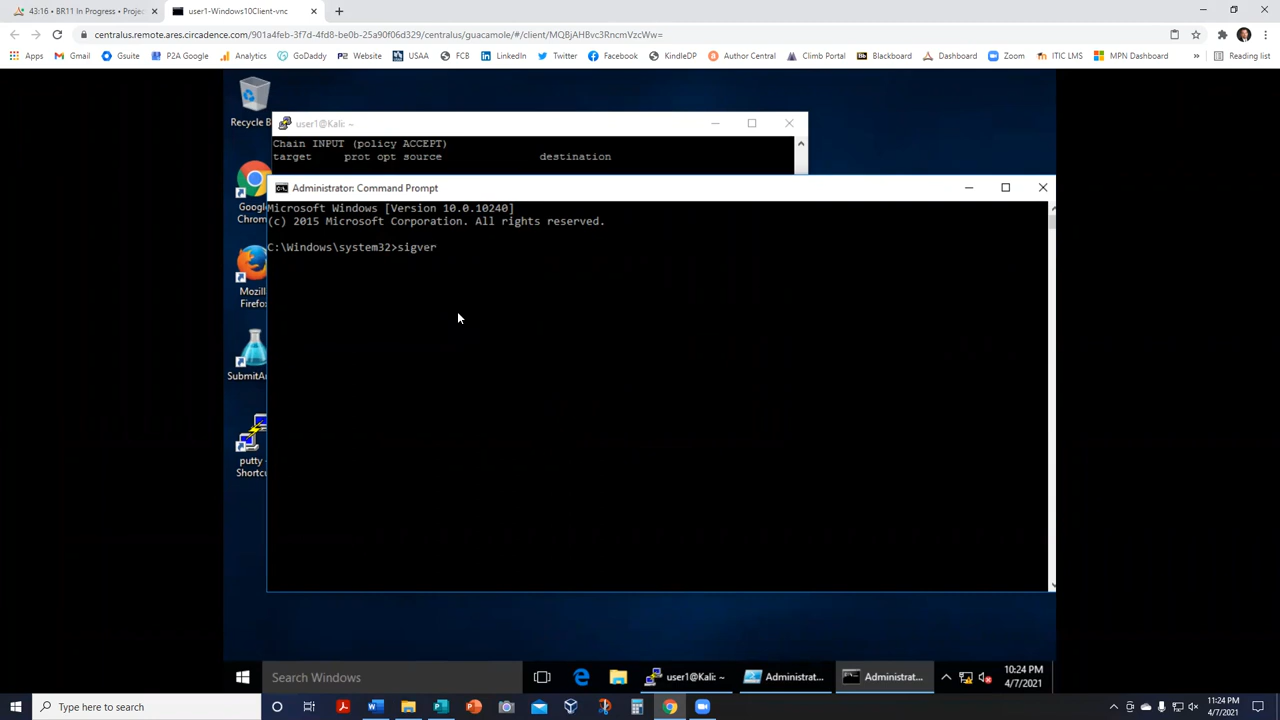 43:16 • BR11 In Progress • Projec
user1-Windows10Client-vnc
centralus.remote.ares.circadence.com/901a4feb-3f7d-4fd8-be0b-25a90f06d329/centralus/guacamole/#/client/MQBjAHBvc3RncmVzcWw=
Apps
Gmail
Gsuite
P2A Google
Analytics
GoDaddy
Website
USAA
FCB
LinkedIn
Twitter
Facebook
KindleDP
Author Central
Climb Portal
Blackboard
Dashboard
Zoom
ITIC LMS
MPN Dashboard
»
Reading list
Recycle B
user1@Kali: ~
Chain INPUT (policy ACCEPT)
target prot opt source destination
Administrator: Command Prompt
Microsoft Windows [Version 10.0.10240]
(c) 2015 Microsoft Corporation. All rights reserved.
C:\Windows\system32>sigver
Google
Chrom
Mozill
Firefo
SubmitAr
putty -
Shortc
Search Windows
user1@Kali: ~
Administrat...
Administrat...
10:24 PM
4/7/2021
Type here to search
11:24 PM
4/7/2021